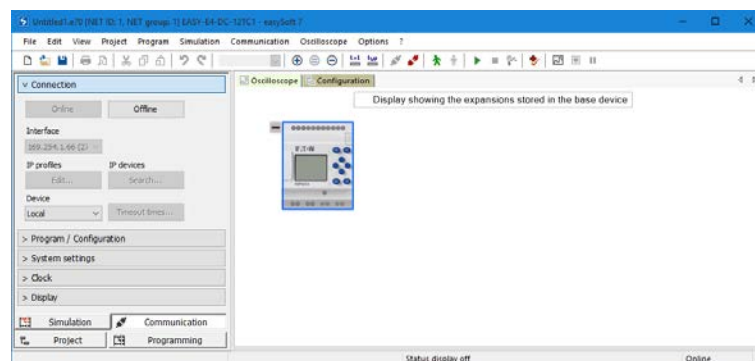 Untitled1.e70 [NET ID: 1, NET group: 1] EASY-E4-DC-12TC1 - easySoft 7
File Edit View Project Program Simulation Communication Oscilloscope Options ?
Connection
Oscilloscope Configuration
Online Offline
Display showing the expansions stored in the base device
Interface
169.254.1.66 (2)
IP profiles IP devices
Edit... Search...
Device
Local Timeout times...
E·T·N
> Program / Configuration
> System settings
> Clock
> Display
Simulation Communication
Project Programming
Status display off Online